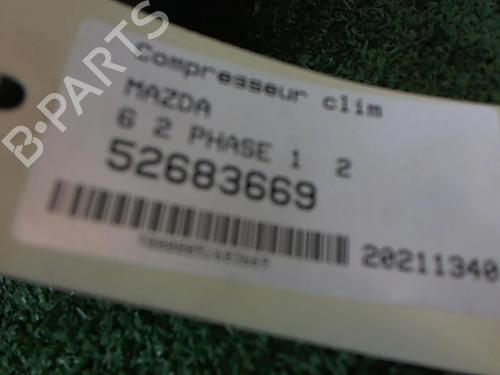 B-PARTS
Compresseur clim
MAZDA
6 2 PHASE 1 2
52683669
20211340